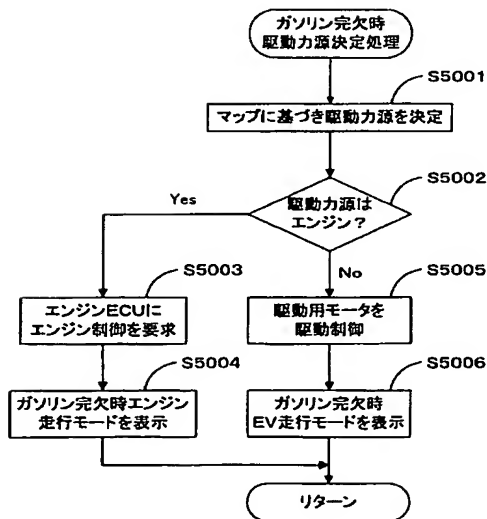 ガソリン完欠時
駆動力源決定処理
S5001
マップに基づき駆動力源を決定
S5002
駆動力源は
エンジン?
Yes
No
S5003
エンジンECUに
エンジン制御を要求
S5005
駆動用モータを
駆動制御
S5004
ガソリン完欠時エンジン
走行モードを表示
S5006
ガソリン完欠時
EV走行モードを表示
リターン